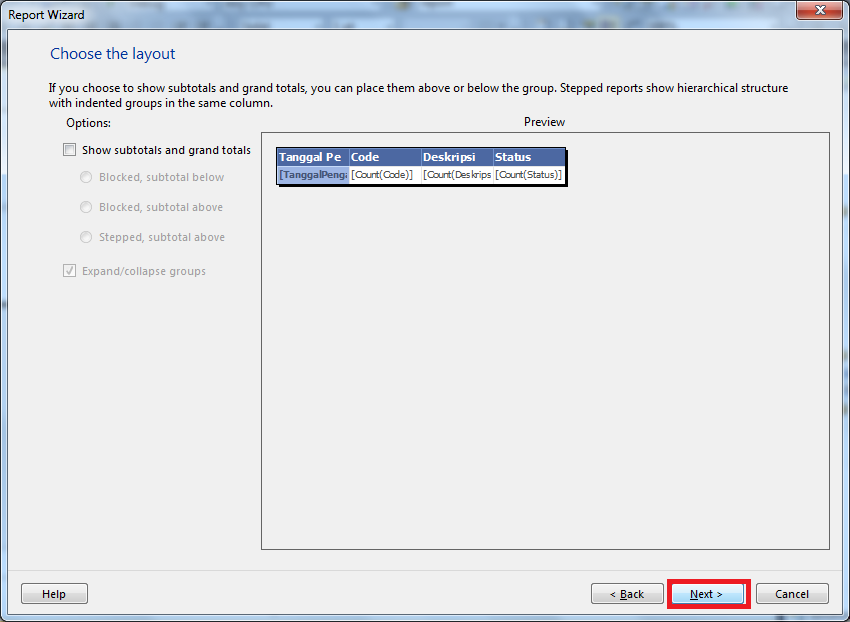 Report Wizard
Choose the layout
If you choose to show subtotals and grand totals, you can place them above or below the group. Stepped reports show hierarchical structure
with indented groups in the same column.
Options:
Preview
Show subtotals and grand totals
Blocked, subtotal below
Blocked, subtotal above
Stepped, subtotal above
Expand/collapse groups
Tanggal Pe Code Deskripsi Status
[TanggalPenga [Count(Code)] [Count(Deskrips [Count(Status)]
Help
< Back
Next >
Cancel